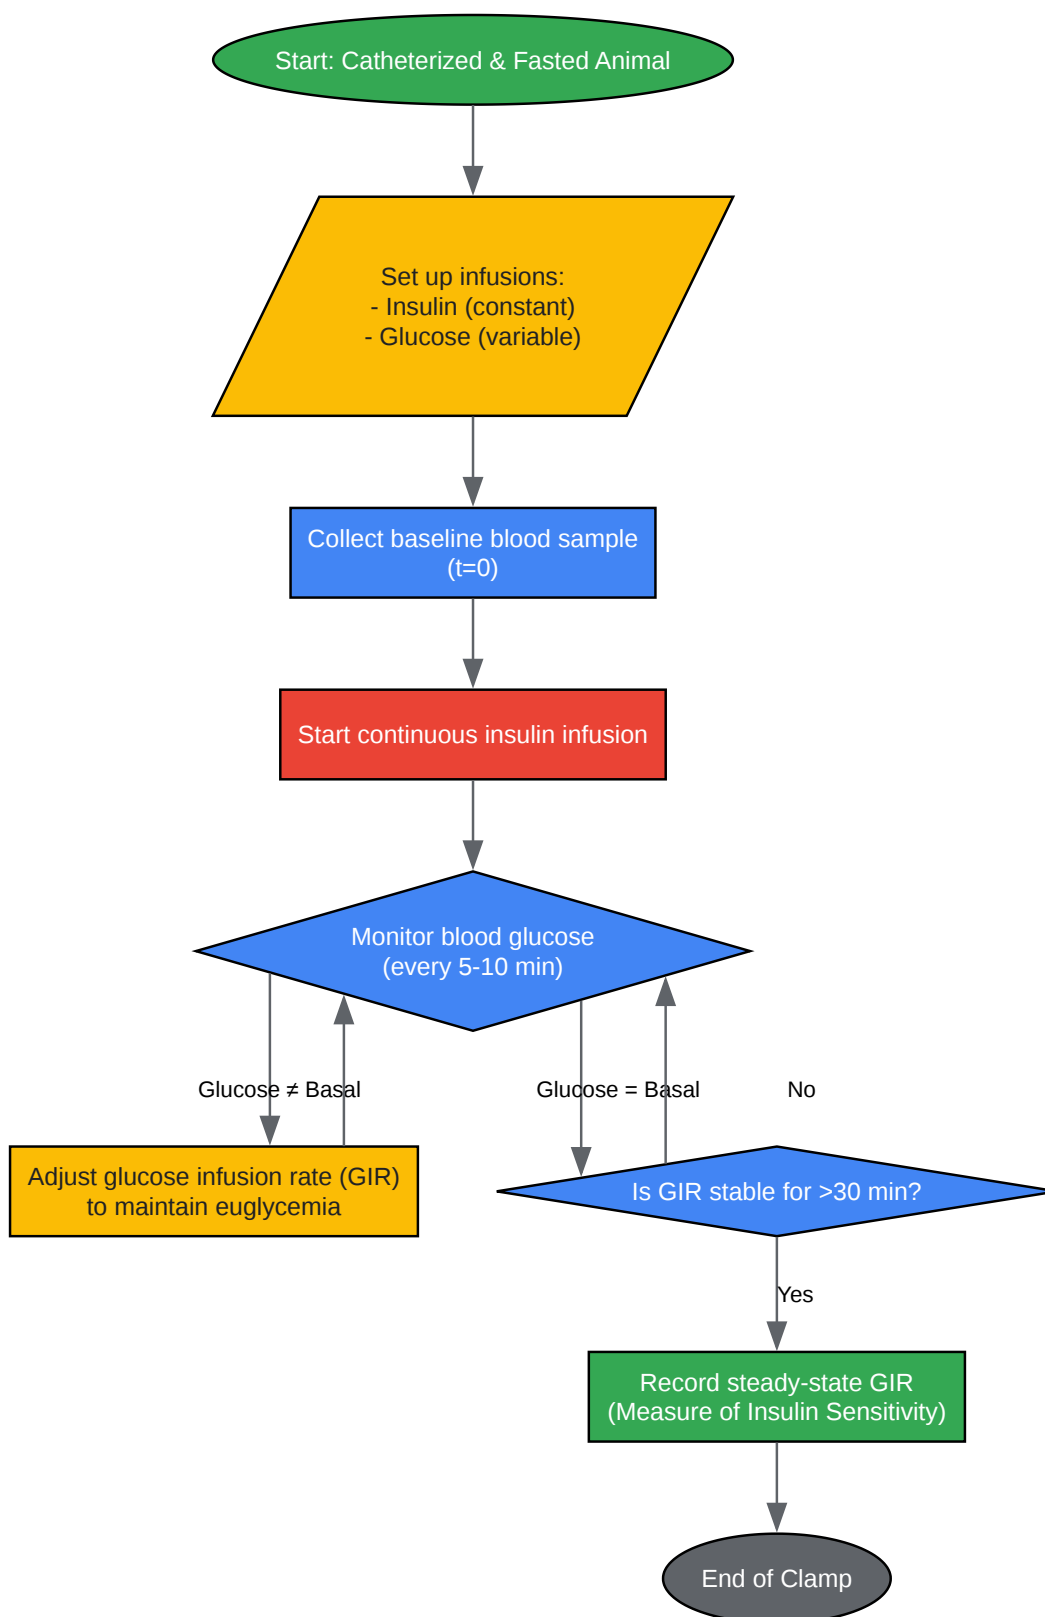 Start: Catheterized & Fasted Animal
Set up infusions:
- Insulin (constant)
- Glucose (variable)
Collect baseline blood sample
(t=0)
Start continuous insulin infusion
Monitor blood glucose
(every 5-10 min)
Glucose ≠ Basal
Glucose = Basal
No
Adjust glucose infusion rate (GIR)
to maintain euglycemia
Is GIR stable for >30 min?
Yes
Record steady-state GIR
(Measure of Insulin Sensitivity)
End of Clamp